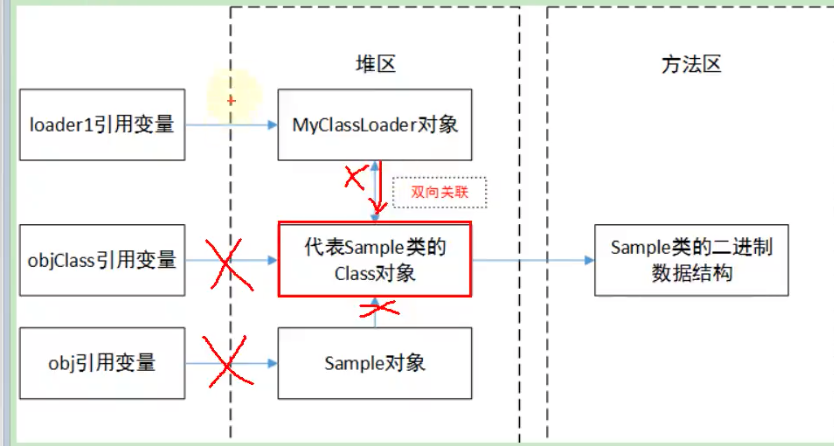 堆区
方法区
loader1引用变量
MyClassLoader对象
双向关联
objClass引用变量
代表Sample类的
Class对象
Sample类的二进制
数据结构
obj引用变量
Sample对象